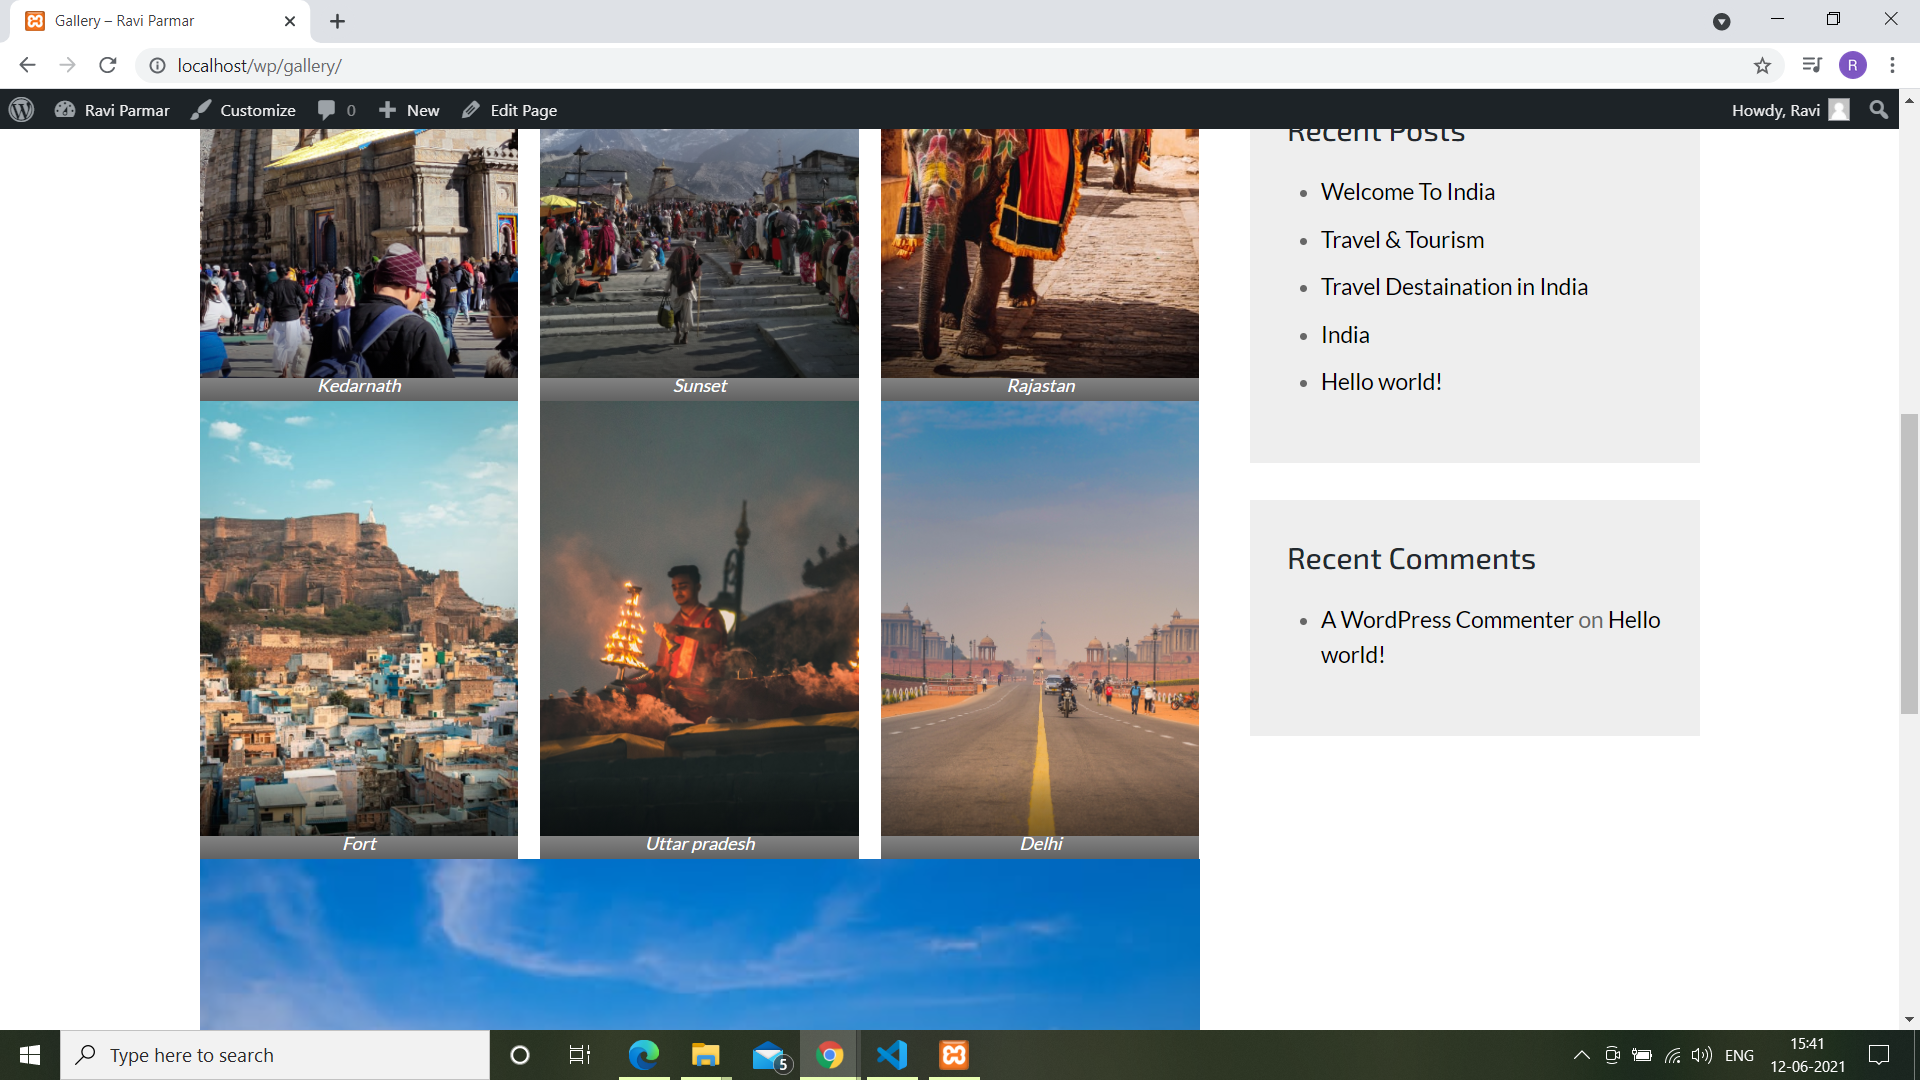 Gallery – Ravi Parmar
localhost/wp/gallery/
R
Ravi Parmar
Customize
0
New
Edit Page
Howdy, Ravi
Kedarnath
Sunset
Rajastan
Fort
Uttar pradesh
Delhi
Recent Posts
Welcome To India
Travel & Tourism
Travel Destaination in India
India
Hello world!
Recent Comments
A WordPress Commenter on Hello
world!
Type here to search
5
ENG
15:41
12-06-2021